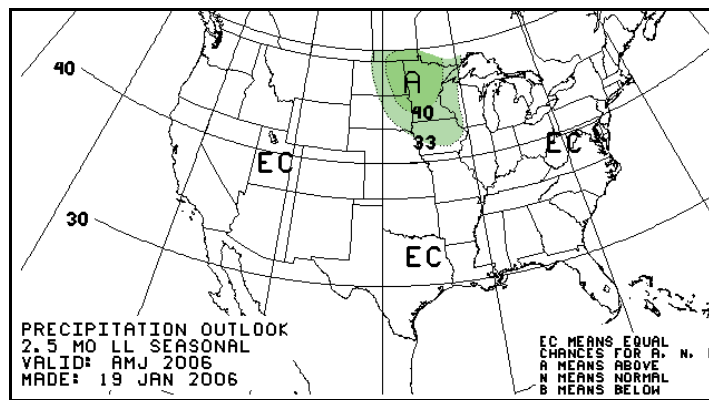 40
A
40
33
EC
EC
30
EC
PRECIPITATION OUTLOOK
2.5 MO LL SEASONAL
VALID: AMJ 2006
MADE: 19 JAN 2006
EC MEANS EQUAL
CHANCES FOR A, N,
A MEANS ABOVE
N MEANS NORMAL
B MEANS BELOW